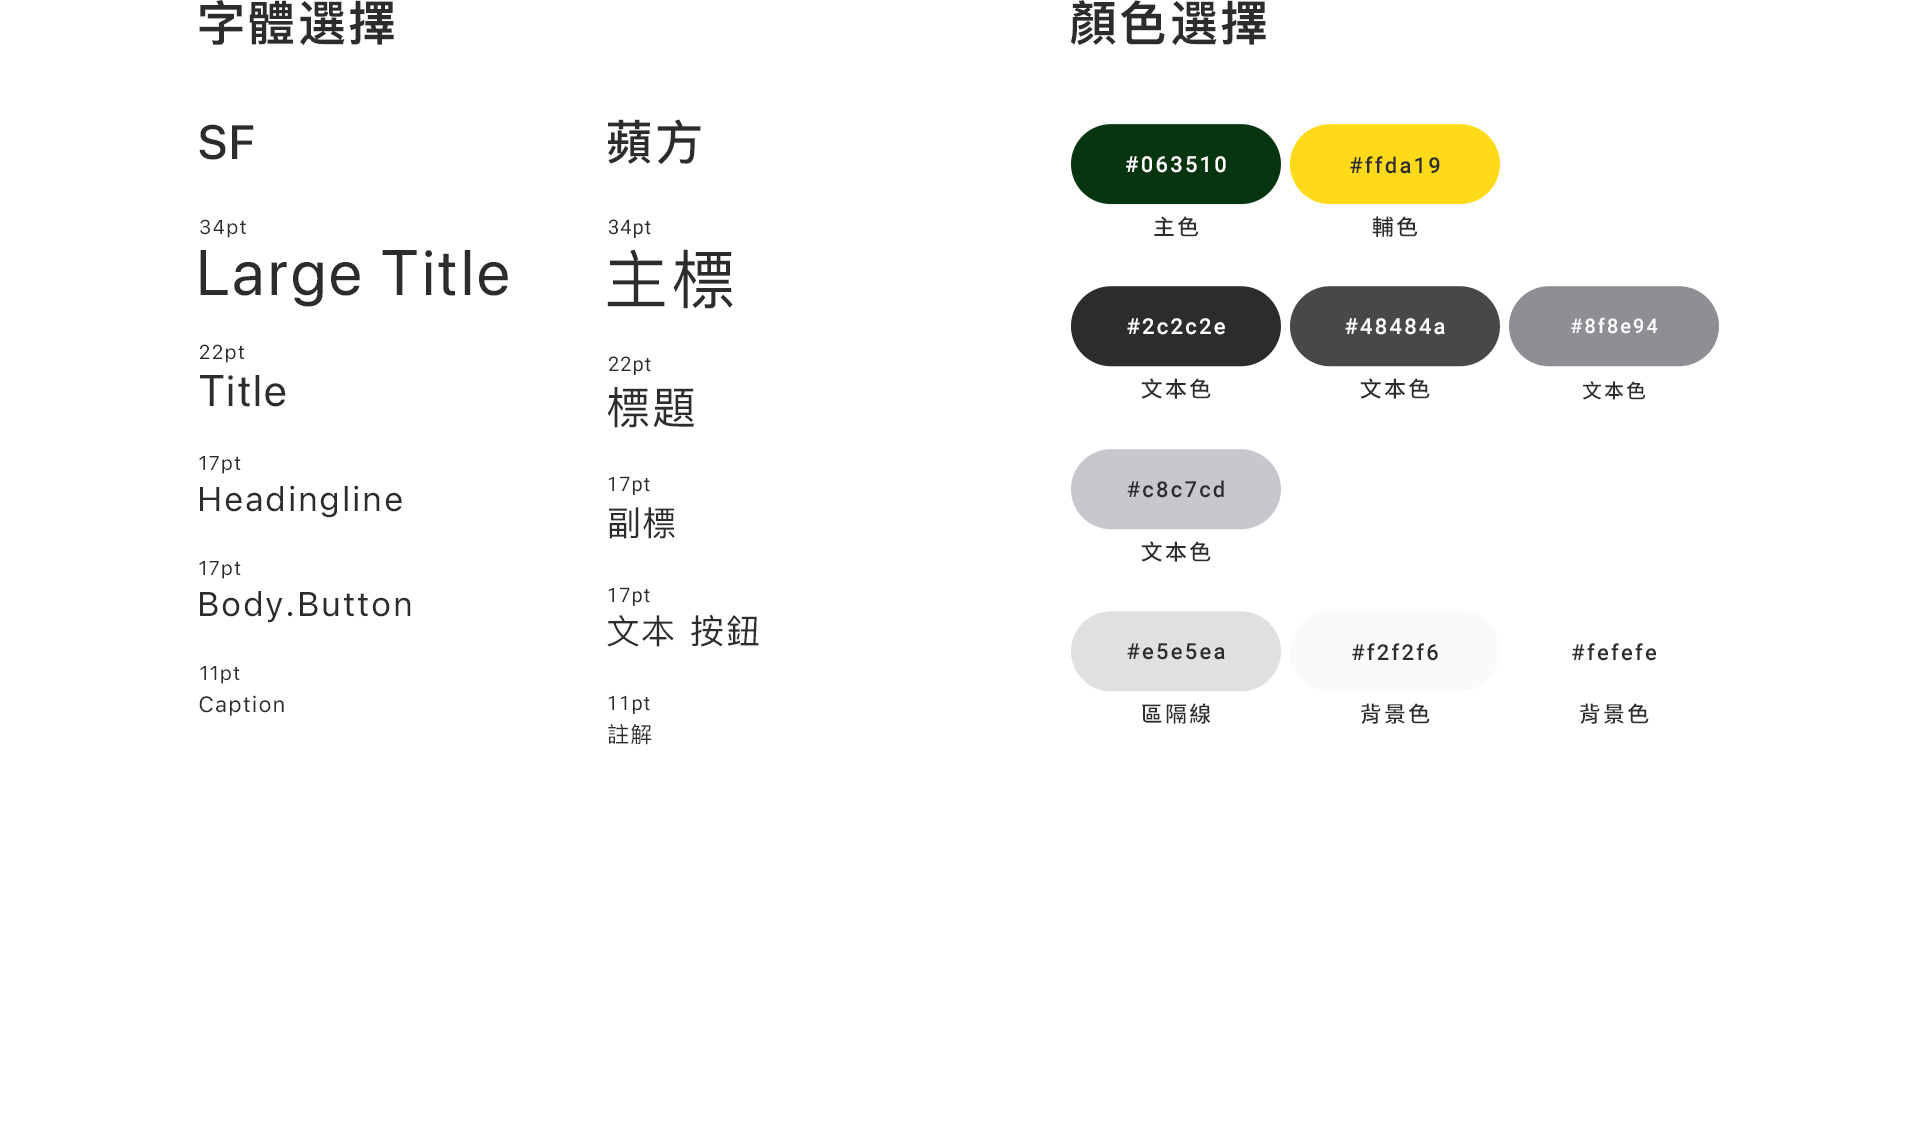 字體選擇
SF
34pt
Large Title
22pt
Title
17pt
Headingline
17pt
Body.Button
11pt
Caption
蘋方
34pt
主標
22pt
標題
17pt
副標
17pt
文本 按鈕
11pt
註解
顏色選擇
#063510
主色
#ffda19
輔色
#2c2c2e
文本色
#48484a
文本色
#8f8e94
文本色
#c8c7cd
文本色
#e5e5ea
區隔線
#f2f2f6
背景色
#fefefe
背景色